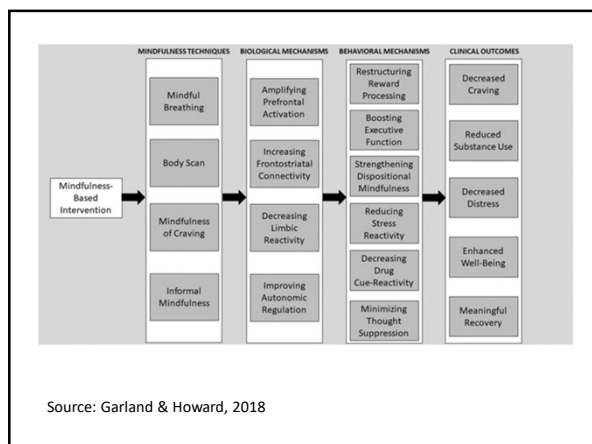 MINDFULNESS TECHNIQUES
Mindful
Breathing
Body Scan
Mindfulness
of Craving
Informal
Mindfulness
BIOLOGICAL MECHANISMS
Amplifying
Prefrontal
Activation
Increasing
Frontostriatal
Connectivity
Decreasing
Limbic
Reactivity
Improving
Autonomic
Regulation
BEHAVIORAL MECHANISMS
Restructuring
Reward
Processing
Boosting
Executive
Function
Strengthening
Dispositional
Mindfulness
Reducing
Stress
Reactivity
Decreasing
Drug
Cue-Reactivity
Minimizing
Thought
Suppression
CLINICAL OUTCOMES
Decreased
Craving
Reduced
Substance Use
Decreased
Distress
Enhanced
Well-Being
Meaningful
Recovery
Mindfulness-
Based
Intervention
Source: Garland & Howard, 2018